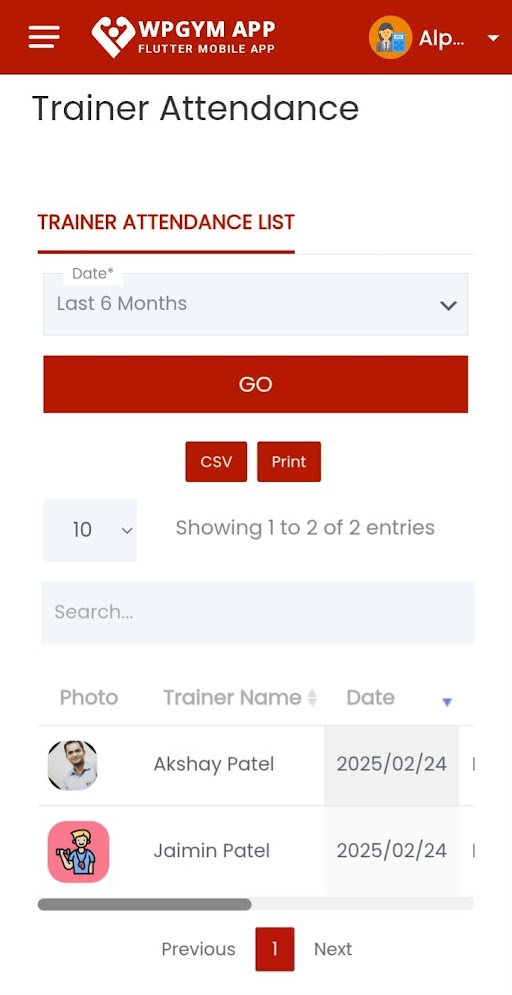 WPGYM APP
FLUTTER MOBILE APP
Alp...
Trainer Attendance
TRAINER ATTENDANCE LIST
Date*
Last 6 Months
GO
CSV Print
10 Showing 1 to 2 of 2 entries
Search...
Photo Trainer Name Date
Akshay Patel 2025/02/24
Jaimin Patel 2025/02/24
Previous 1 Next